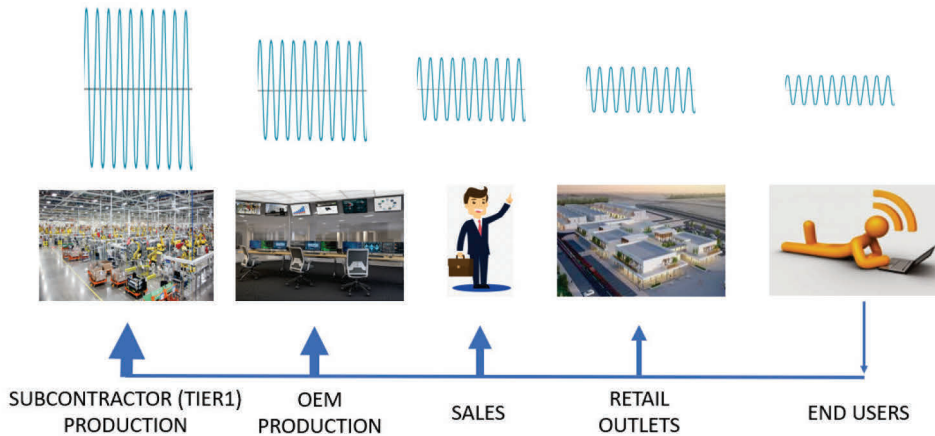 SUBCONTRACTOR (TIER1)
PRODUCTION
OEM
PRODUCTION
SALES
RETAIL
OUTLETS
END USERS